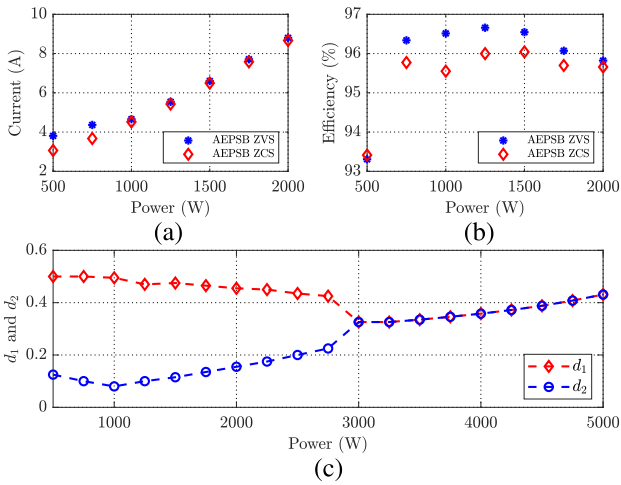 10
8
6
4
2
500
1000
1500
2000
Current (A)
Power (W)
AEPSB ZVS
AEPSB ZCS
(a)
97
96
95
94
93
500
1000
1500
2000
Efficiency (%)
Power (W)
AEPSB ZVS
AEPSB ZCS
(b)
0.6
0.4
0.2
0
1000
2000
3000
4000
5000
d1 and d2
Power (W)
d1
d2
(c)